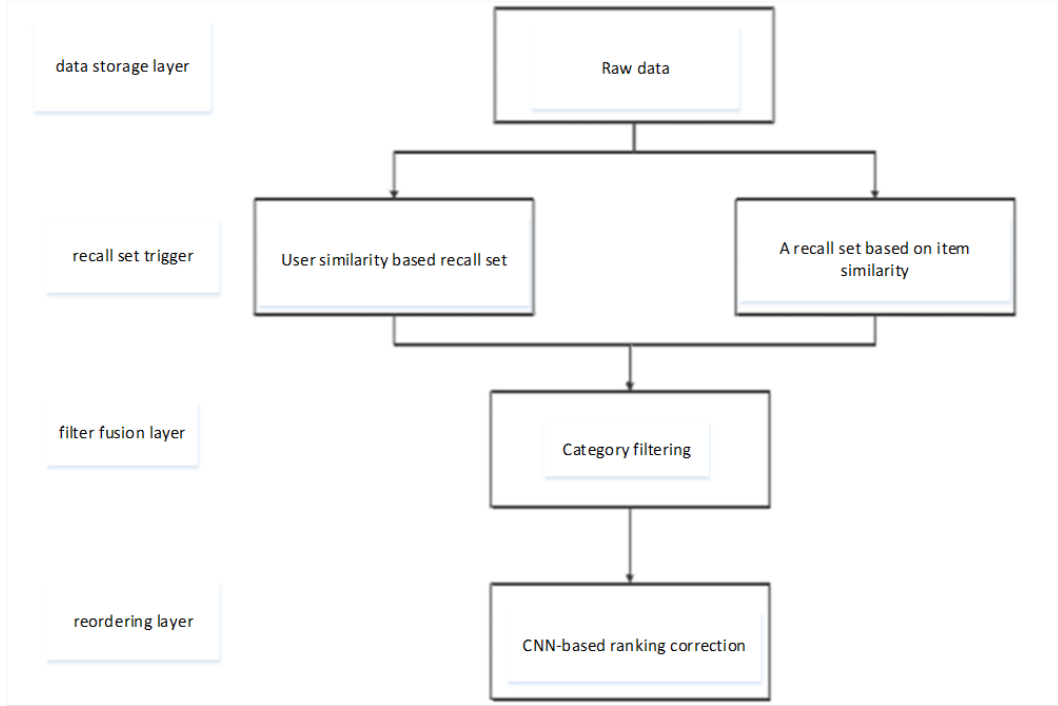 data storage layer
Raw data
recall set trigger
User similarity based recall set
A recall set based on item
similarity
filter fusion layer
Category filtering
reordering layer
CNN-based ranking correction